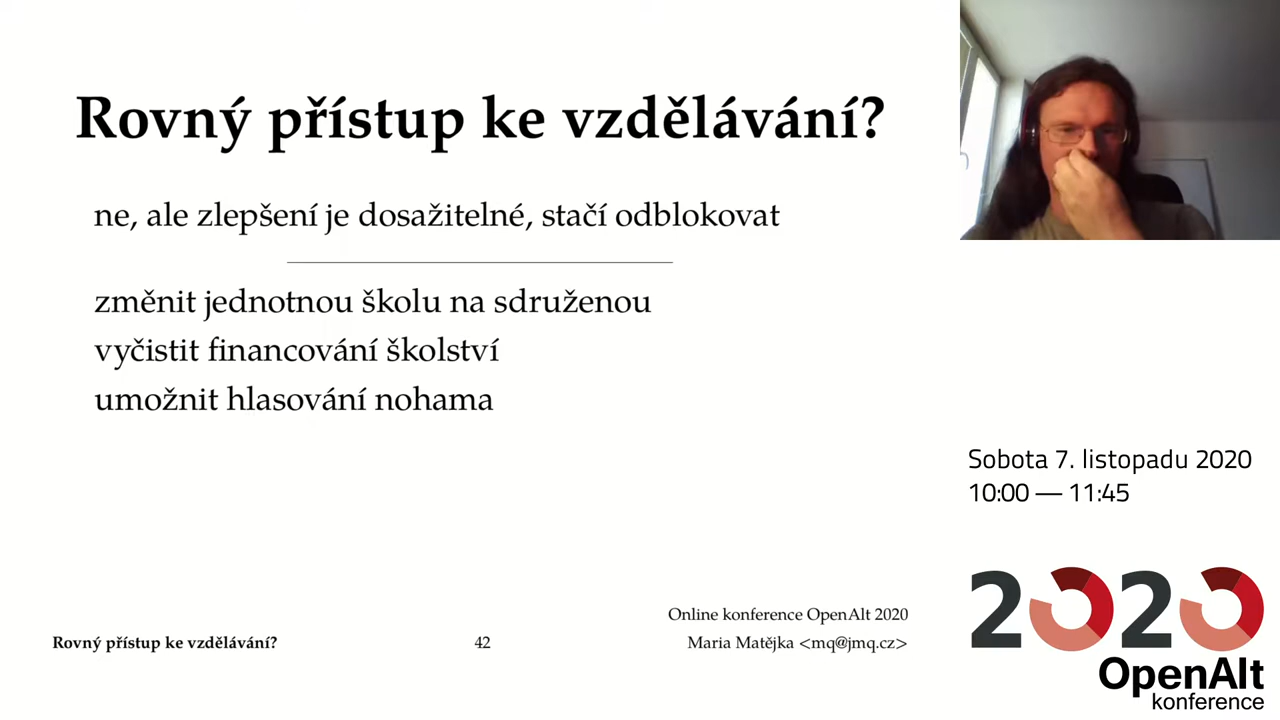 Rovný přístup ke vzdělávání?
ne, ale zlepšení je dosažitelné, stačí odblokovat
změnit jednotnou školu na sdruženou
vyčistit financování školství
umožnit hlasování nohama
Sobota 7. listopadu 2020
10:00 — 11:45
Online konference OpenAlt 2020
Rovný přístup ke vzdělávání?
42
Maria Matějka <mq@jmq.cz>
2020
OpenAlt
konference